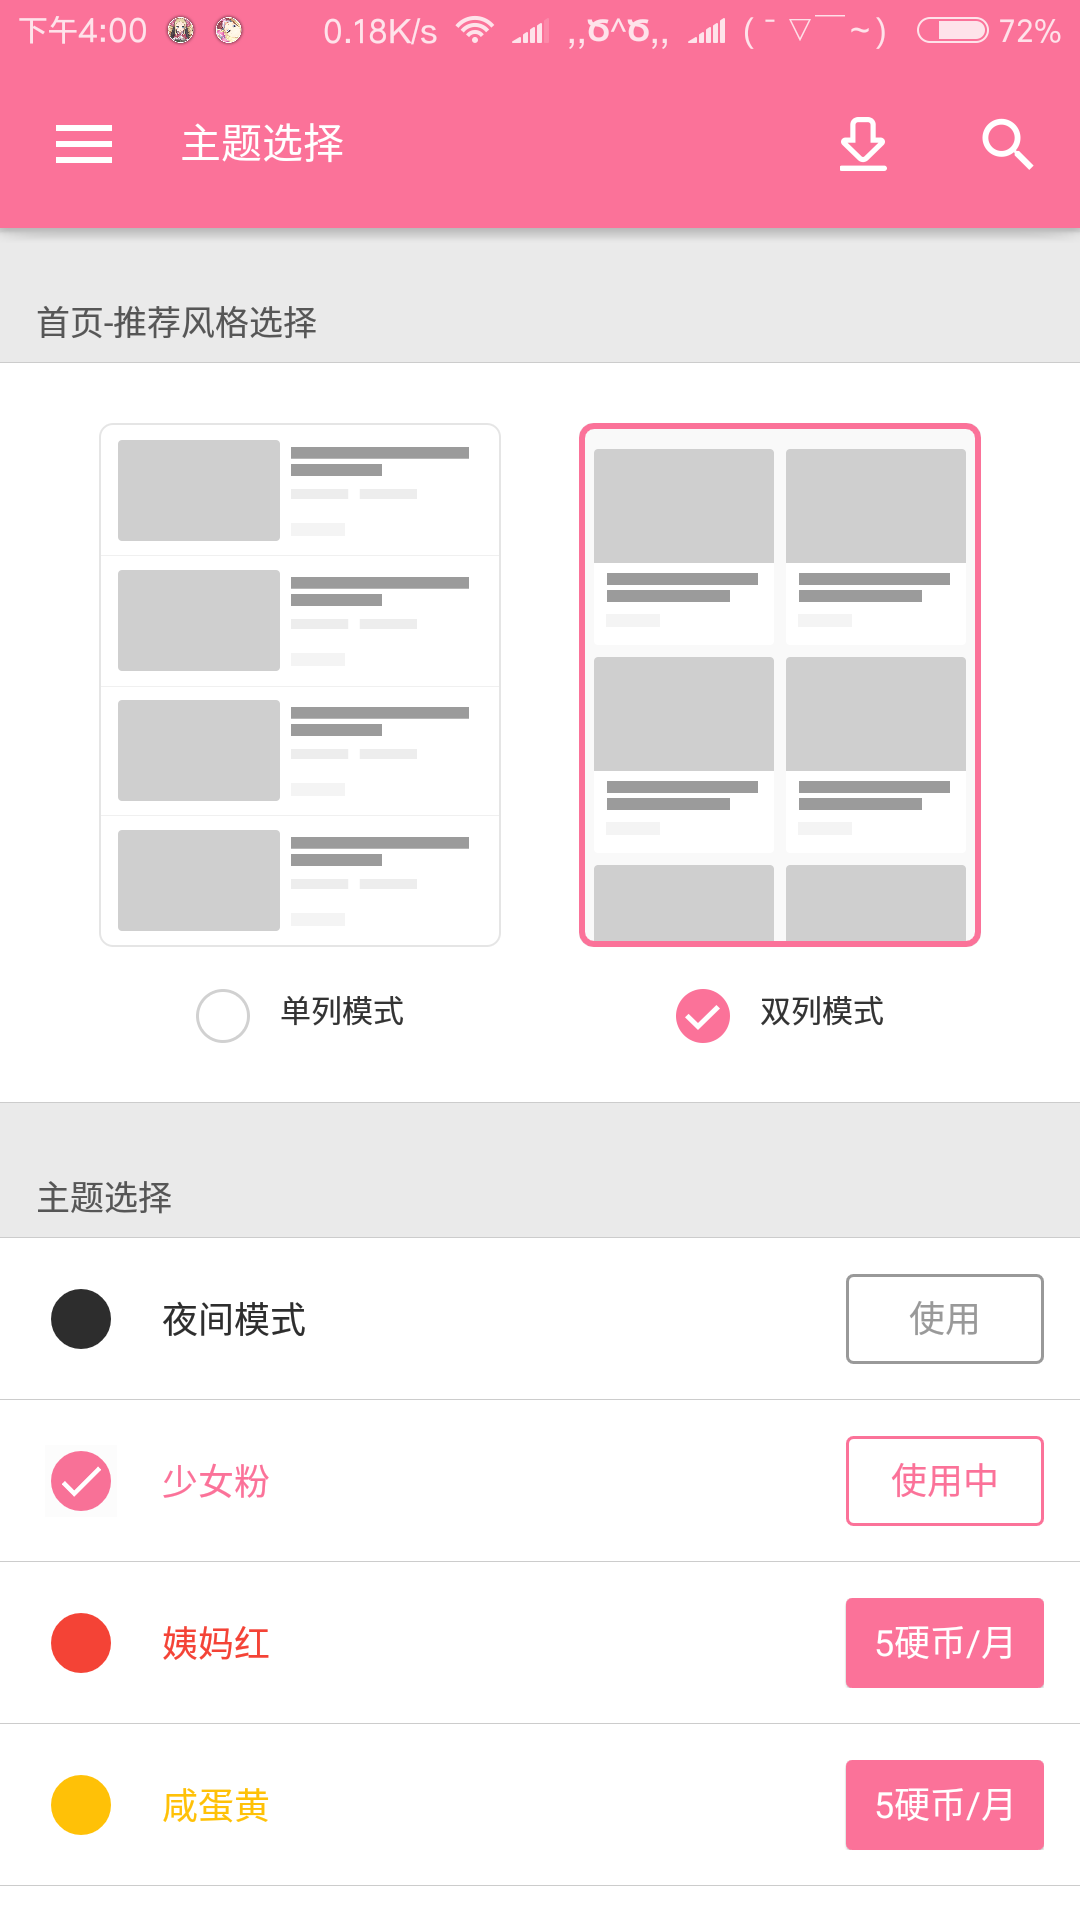 下午4:00 0.18K/s ,,Ծ^Ծ,, ( ¯ ▽￣~) 72%
主题选择
首页-推荐风格选择
单列模式 双列模式
主题选择
夜间模式 使用
少女粉 使用中
姨妈红 5硬币/月
咸蛋黄 5硬币/月